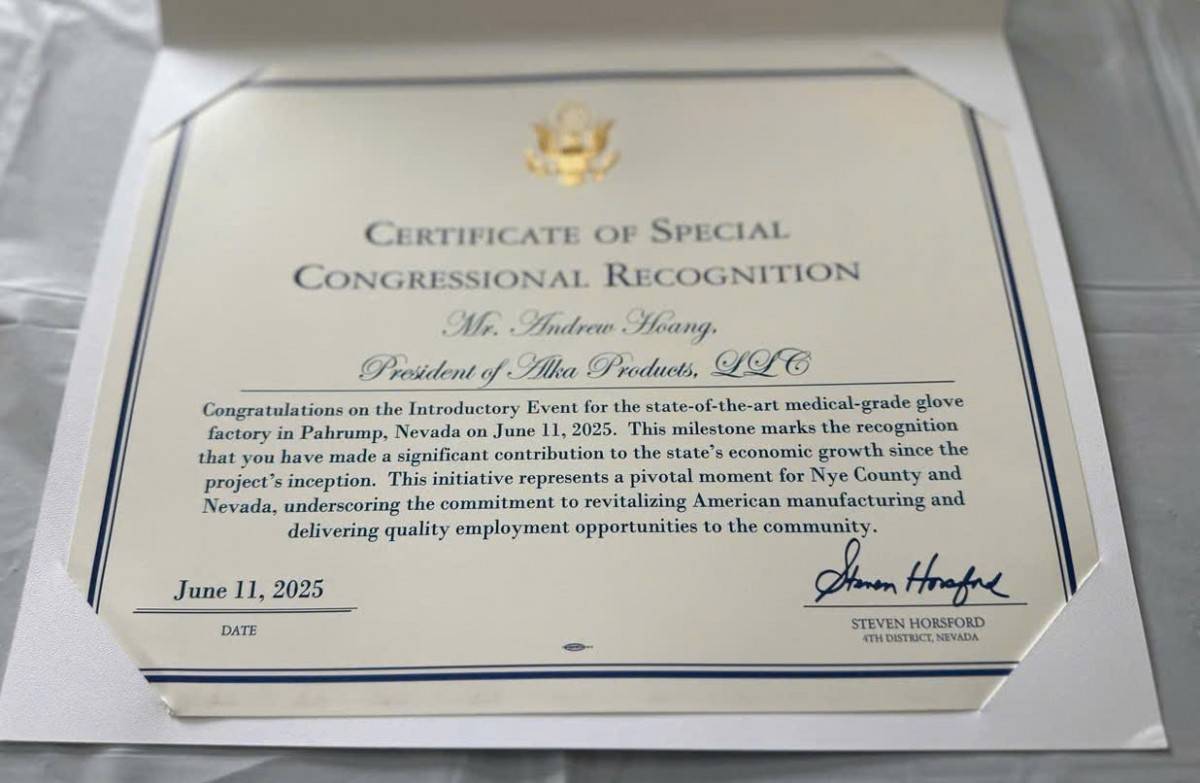 CERTIFICATE OF SPECIAL
CONGRESSIONAL RECOGNITION
Mr. Andrew Hoang,
President of Alka Products, LLC
Congratulations on the Introductory Event for the state-of-the-art medical-grade glove
factory in Pahrump, Nevada on June 11, 2025. This milestone marks the recognition
that you have made a significant contribution to the state's economic growth since the
project's inception. This initiative represents a pivotal moment for Nye County and
Nevada, underscoring the commitment to revitalizing American manufacturing and
delivering quality employment opportunities to the community.
June 11, 2025
DATE
Steven Horsford
STEVEN HORSFORD
4TH DISTRICT, NEVADA